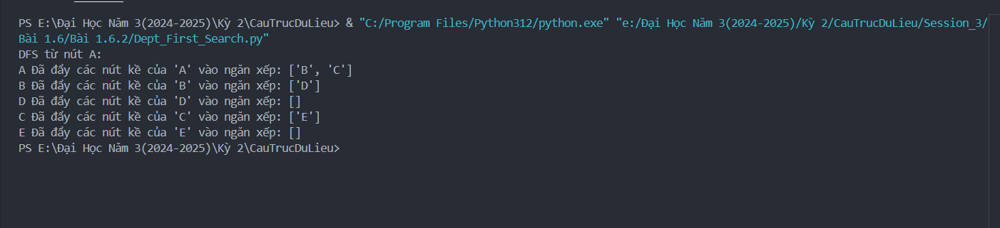 PS E:\Đại Học Năm 3(2024-2025)\Kỳ 2\CauTrucDuLieu> & "C:/Program Files/Python312/python.exe" "e:/Đại Học Năm 3(2024-2025)/Kỳ 2/CauTrucDuLieu/Session_3/
Bài 1.6/Bài 1.6.2/Dept_First_Search.py"
DFS từ nút A:
A Đã đẩy các nút kề của 'A' vào ngăn xếp: ['B', 'C']
B Đã đẩy các nút kề của 'B' vào ngăn xếp: ['D']
D Đã đẩy các nút kề của 'D' vào ngăn xếp: []
C Đã đẩy các nút kề của 'C' vào ngăn xếp: ['E']
E Đã đẩy các nút kề của 'E' vào ngăn xếp: []
PS E:\Đại Học Năm 3(2024-2025)\Kỳ 2\CauTrucDuLieu>